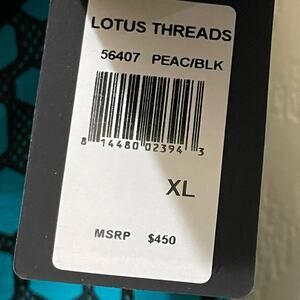 LOTUS THREADS
56407 PEAC/BLK
8 14480 02394 3
XL
MSRP $450